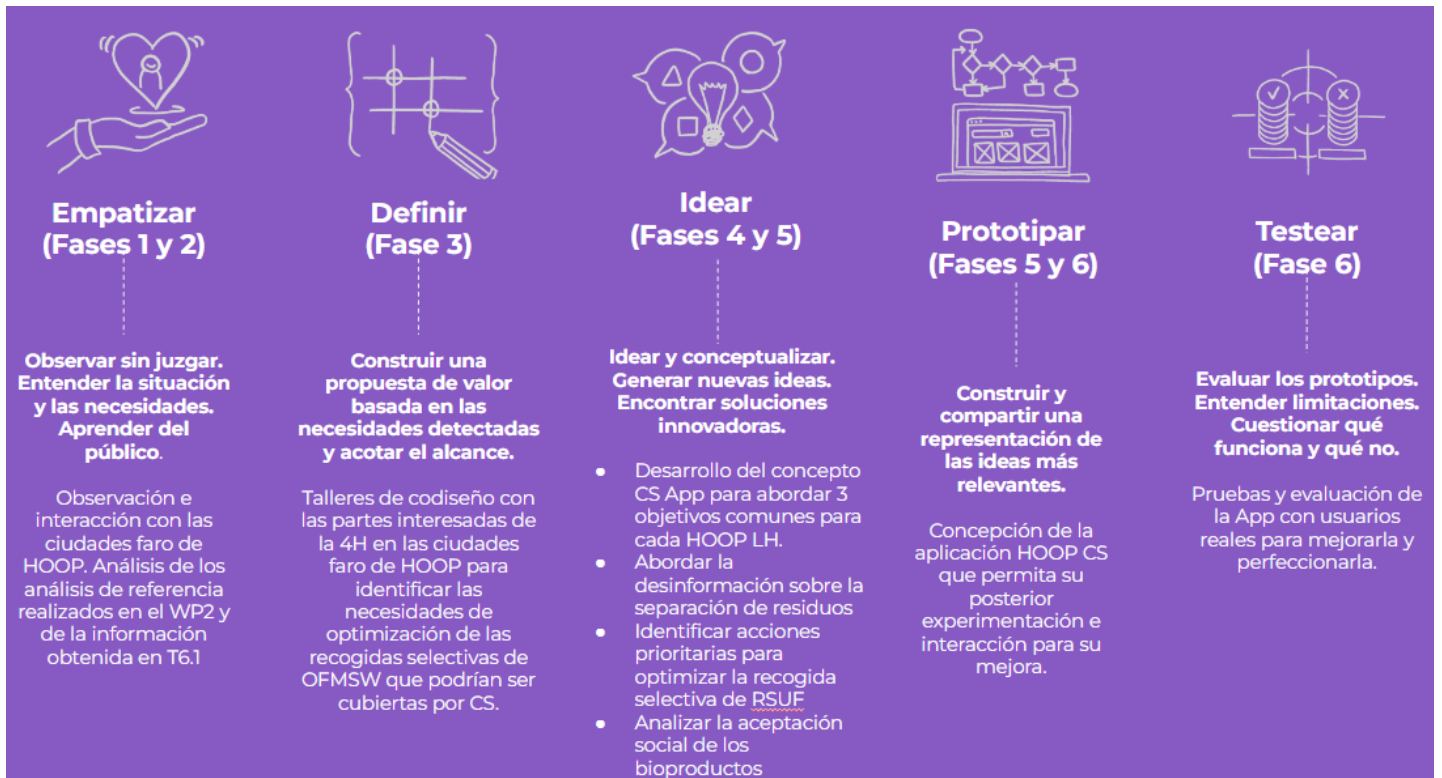 Empatizar
(Fases 1 y 2)
Observar sin juzgar.
Entender la situación
y las necesidades.
Aprender del
público.
Observación e
interacción con las
ciudades faro de
HOOP. Análisis de los
análisis de referencia
realizados en el WP2 y
de la información
obtenida en T6.1
Definir
(Fase 3)
Construir una
propuesta de valor
basada en las
necesidades detectadas
y acotar el alcance.
Talleres de codiseño con
las partes interesadas de
la 4H en las ciudades
faro de HOOP para
identificar las
necesidades de
optimización de las
recogidas selectivas de
OFMSW que podrían ser
cubiertas por CS.
Idear
(Fases 4 y 5)
Idear y conceptualizar.
Generar nuevas ideas.
Encontrar soluciones
innovadoras.
● Desarrollo del concepto
CS App para abordar 3
objetivos comunes para
cada HOOP LH.
● Abordar la
desinformación sobre la
separación de residuos
● Identificar acciones
prioritarias para
optimizar la recogida
selectiva de RSUF
● Analizar la aceptación
social de los
bioproductos
Prototipar
(Fases 5 y 6)
Construir y
compartir una
representación de
las ideas más
relevantes.
Concepción de la
aplicación HOOP CS
que permita su
posterior
experimentación e
interacción para su
mejora.
Testear
(Fase 6)
Evaluar los prototipos.
Entender limitaciones.
Cuestionar qué
funciona y qué no.
Pruebas y evaluación de
la App con usuarios
reales para mejorarla y
perfeccionarla.